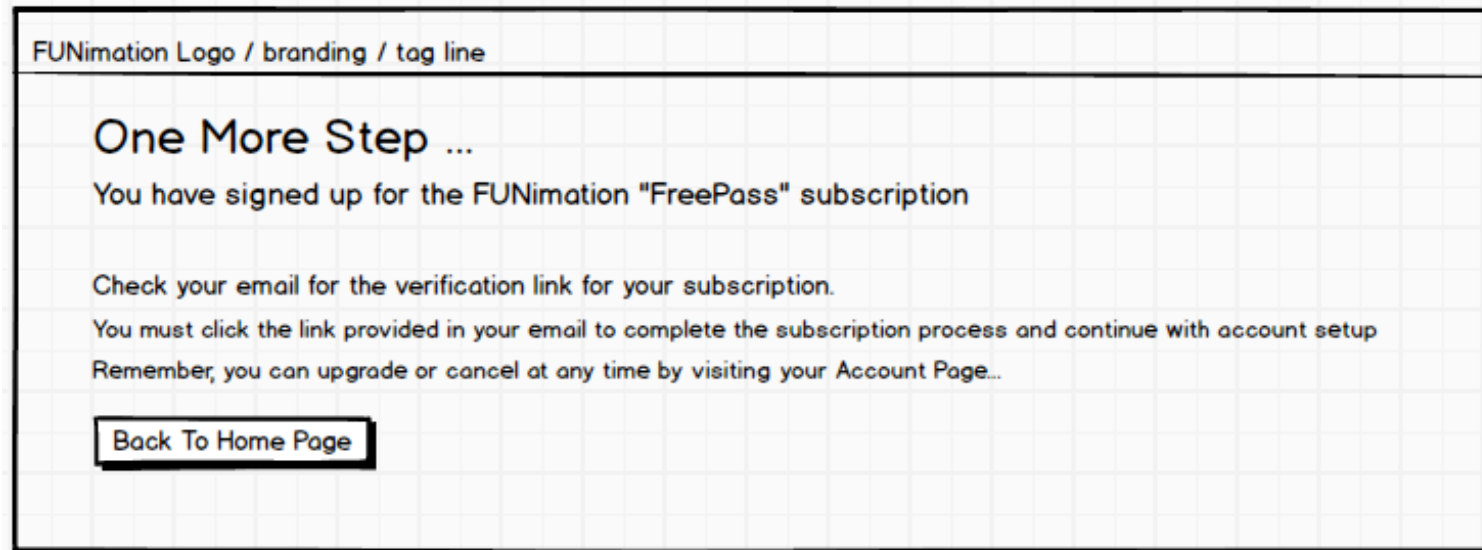 FUNimation Logo / branding / tag line
One More Step ...
You have signed up for the FUNimation "FreePass" subscription
Check your email for the verification link for your subscription.
You must click the link provided in your email to complete the subscription process and continue with account setup
Remember, you can upgrade or cancel at any time by visiting your Account Page...
Back To Home Page